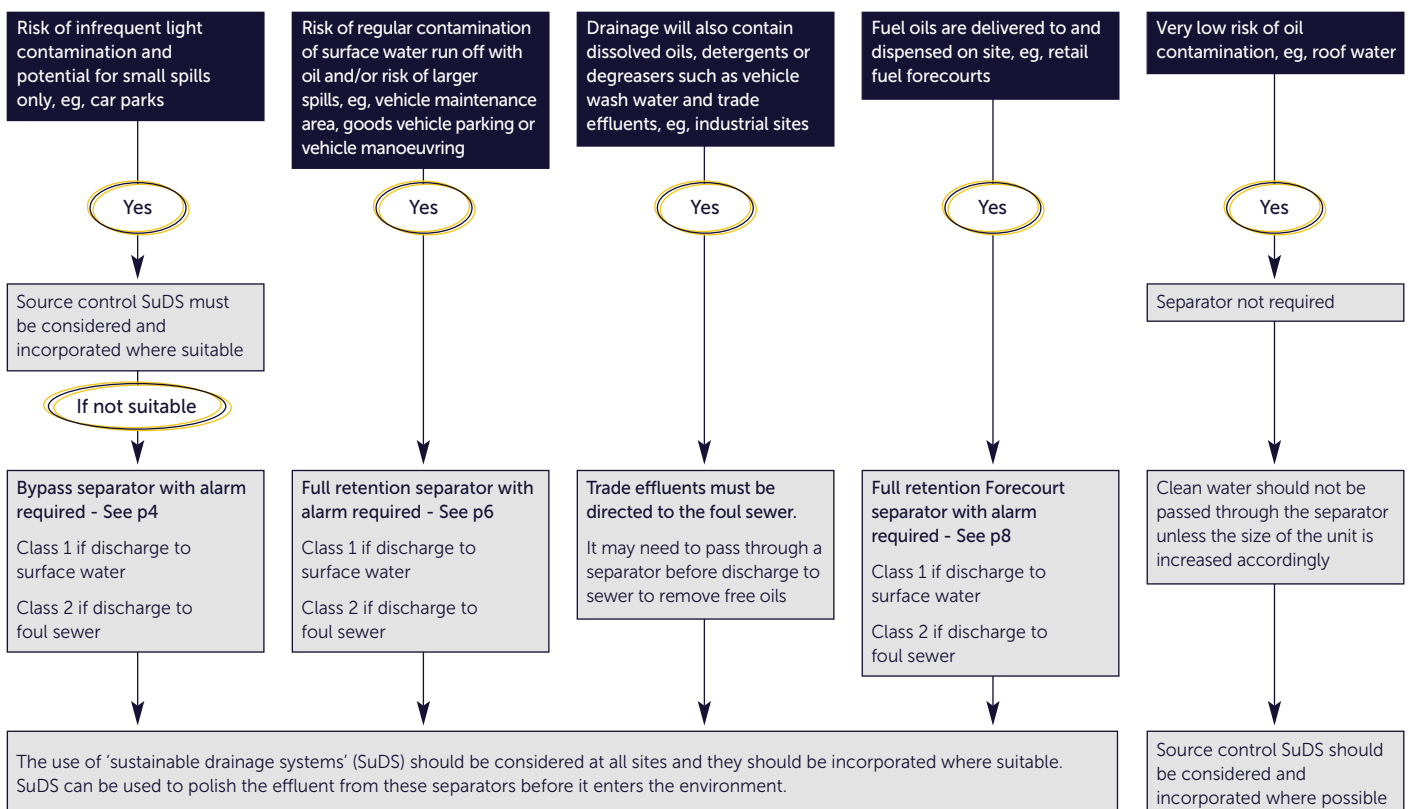 Risk of infrequent light
contamination and
potential for small spills
only, eg, car parks
Risk of regular contamination
of surface water run off with
oil and/or risk of larger
spills, eg, vehicle maintenance
area, goods vehicle parking or
vehicle manoeuvring
Drainage will also contain
dissolved oils, detergents or
degreasers such as vehicle
wash water and trade
effluents, eg, industrial sites
Fuel oils are delivered to and
dispensed on site, eg, retail
fuel forecourts
Very low risk of oil
contamination, eg, roof water
Yes
Yes
Yes
Yes
Yes
Source control SuDS must
be considered and
incorporated where suitable
Separator not required
If not suitable
Bypass separator with alarm
required - See p4
Class 1 if discharge to
surface water
Class 2 if discharge to
foul sewer
Full retention separator with
alarm required - See p6
Class 1 if discharge to
surface water
Class 2 if discharge to
foul sewer
Trade effluents must be
directed to the foul sewer.
It may need to pass through a
separator before discharge to
sewer to remove free oils
Full retention Forecourt
separator with alarm
required - See p8
Class 1 if discharge to
surface water
Class 2 if discharge to
foul sewer
Clean water should not be
passed through the separator
unless the size of the unit is
increased accordingly
The use of ‘sustainable drainage systems’ (SuDS) should be considered at all sites and they should be incorporated where suitable.
SuDS can be used to polish the effluent from these separators before it enters the environment.
Source control SuDS should
be considered and
incorporated where possible